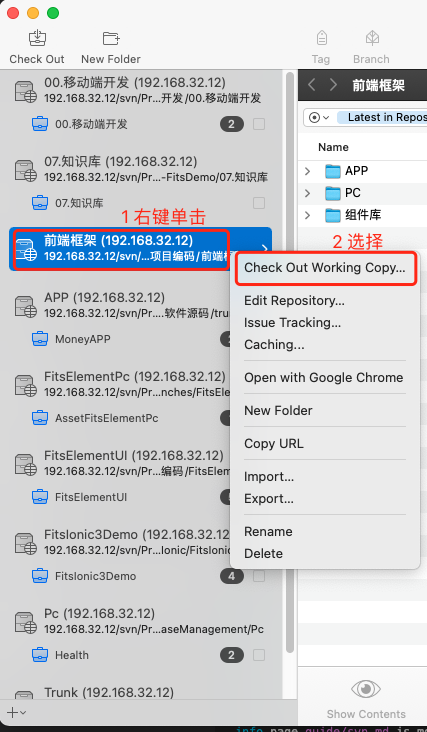 Check Out
New Folder
Tag
Branch
00.移动端开发 (192.168.32.12)
192.168.32.12/svn/Pr...开发/00.移动端开发
00.移动端开发
2
07.知识库 (192.168.32.12)
192.168.32.12/svn/Pr...-FitsDemo/07.知识库
07.知识库
1 右键单击
前端框架 (192.168.32.12)
192.168.32.12/svn/...项目编码/前端框
APP (192.168.32.12)
192.168.32.12/svn/Pr...软件源码/trun
MoneyAPP
FitsElementPc (192.168.32.12)
192.168.32.12/svn/Pr...nches/FitsEle
AssetFitsElementPc
FitsElementUI (192.168.32.12)
192.168.32.12/svn/Pr...编码/FitsElem
FitsElementUI
FitsIonic3Demo (192.168.32.12)
192.168.32.12/svn/Pr...Ionic/FitsIonic
FitsIonic3Demo
4
Pc (192.168.32.12)
192.168.32.12/svn/Pr...aseManagement/Pc
Health
2
Trunk (192.168.32.12)
前端框架
Latest in Repos
Name
APP
PC
组件库
2 选择
Check Out Working Copy...
Edit Repository...
Issue Tracking...
Caching...
Open with Google Chrome
New Folder
Copy URL
Import...
Export...
Rename
Delete
Show Contents